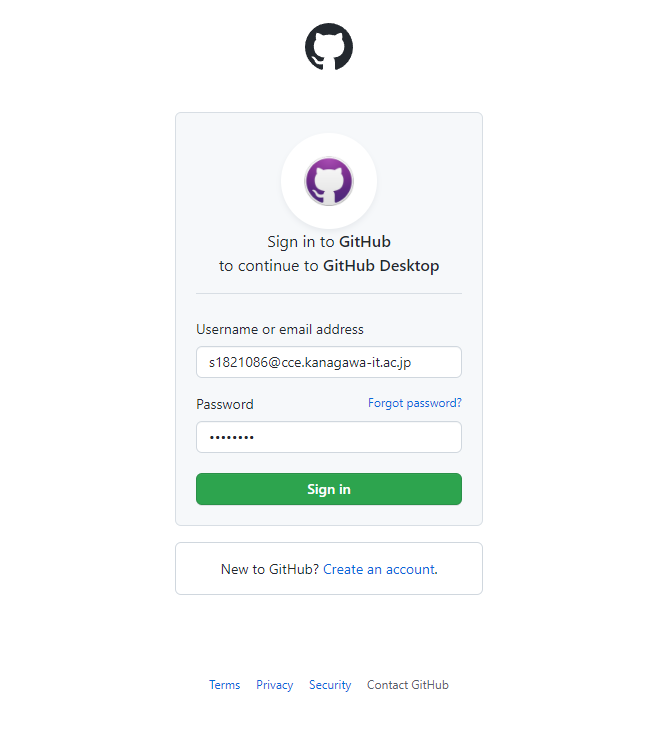 Sign in to GitHub
to continue to GitHub Desktop
Username or email address
s1821086@cce.kanagawa-it.ac.jp
Password Forgot password?
••••••••
Sign in
New to GitHub? Create an account.
Terms Privacy Security Contact GitHub